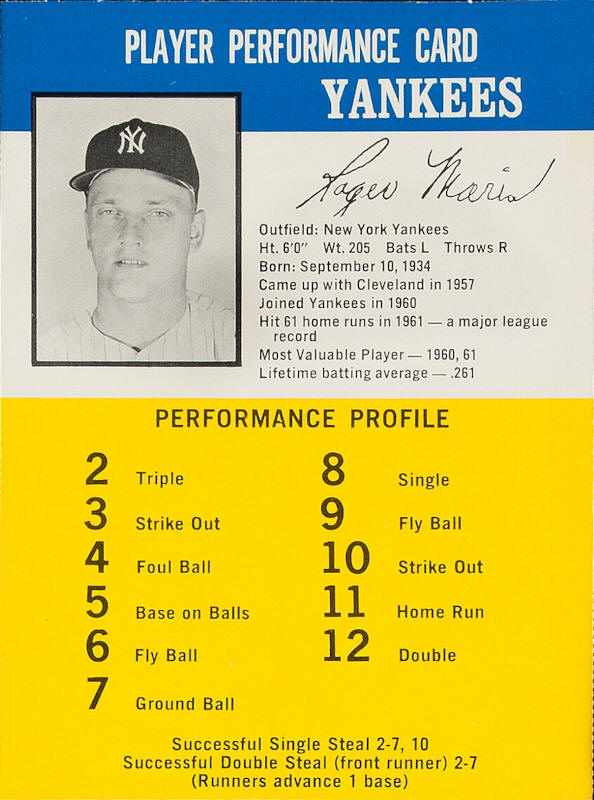 PLAYER PERFORMANCE CARD
YANKEES
NY
Roger Maris
Outfield: New York Yankees
Ht. 6'0" Wt. 205 Bats L Throws R
Born: September 10, 1934
Came up with Cleveland in 1957
Joined Yankees in 1960
Hit 61 home runs in 1961 — a major league
record
Most Valuable Player — 1960, 61
Lifetime batting average — .261
PERFORMANCE PROFILE
2 Triple
3 Strike Out
4 Foul Ball
5 Base on Balls
6 Fly Ball
7 Ground Ball
8 Single
9 Fly Ball
10 Strike Out
11 Home Run
12 Double
Successful Single Steal 2-7, 10
Successful Double Steal (front runner) 2-7
(Runners advance 1 base)